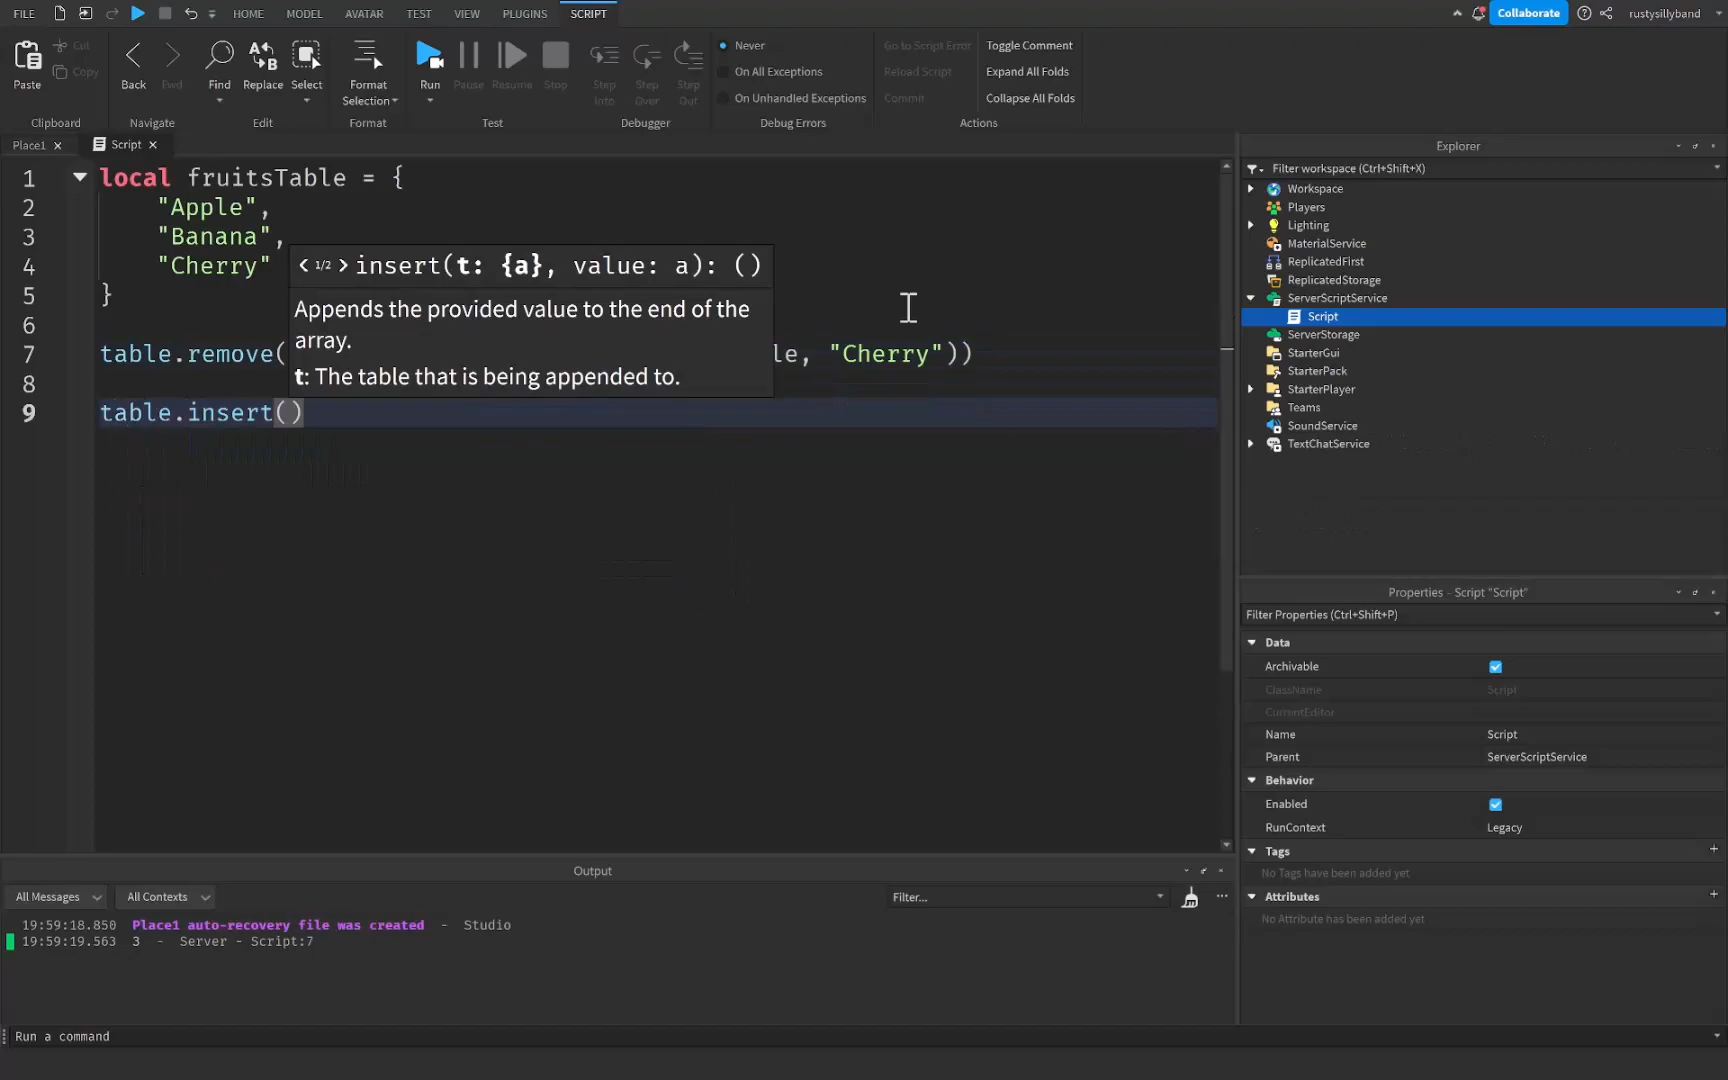 FILE HOME MODEL AVATAR TEST VIEW PLUGINS SCRIPT Collaborate rustysillyband
Paste Cut Copy
Clipboard
Back Fwd
Navigate
Find Replace Select
Edit
Format Selection
Format
Run Pause Resume Stop
Test
Step Into Step Over Step Out
Debugger
Never
On All Exceptions
On Unhandled Exceptions
Debug Errors
Go to Script Error
Reload Script
Commit
Toggle Comment
Expand All Folds
Collapse All Folds
Actions
Place1 Script
1 local fruitsTable = {
2 "Apple",
3 "Banana",
4 "Cherry"
5 }
6
7 table.remove( le, "Cherry"))
8
9 table.insert()
1/2 insert(t: {a}, value: a): ()
Appends the provided value to the end of the
array.
t: The table that is being appended to.
Explorer
Filter workspace (Ctrl+Shift+X)
Workspace
Players
Lighting
MaterialService
ReplicatedFirst
ReplicatedStorage
ServerScriptService
Script
ServerStorage
StarterGui
StarterPack
StarterPlayer
Teams
SoundService
TextChatService
Properties - Script "Script"
Filter Properties (Ctrl+Shift+P)
Data
Archivable
ClassName Script
CurrentEditor
Name Script
Parent ServerScriptService
Behavior
Enabled
RunContext Legacy
Tags
No Tags have been added yet
Attributes
No Attribute has been added yet
Output
All Messages All Contexts Filter...
19:59:18.850 Place1 auto-recovery file was created - Studio
19:59:19.563 3 - Server - Script:7
Run a command